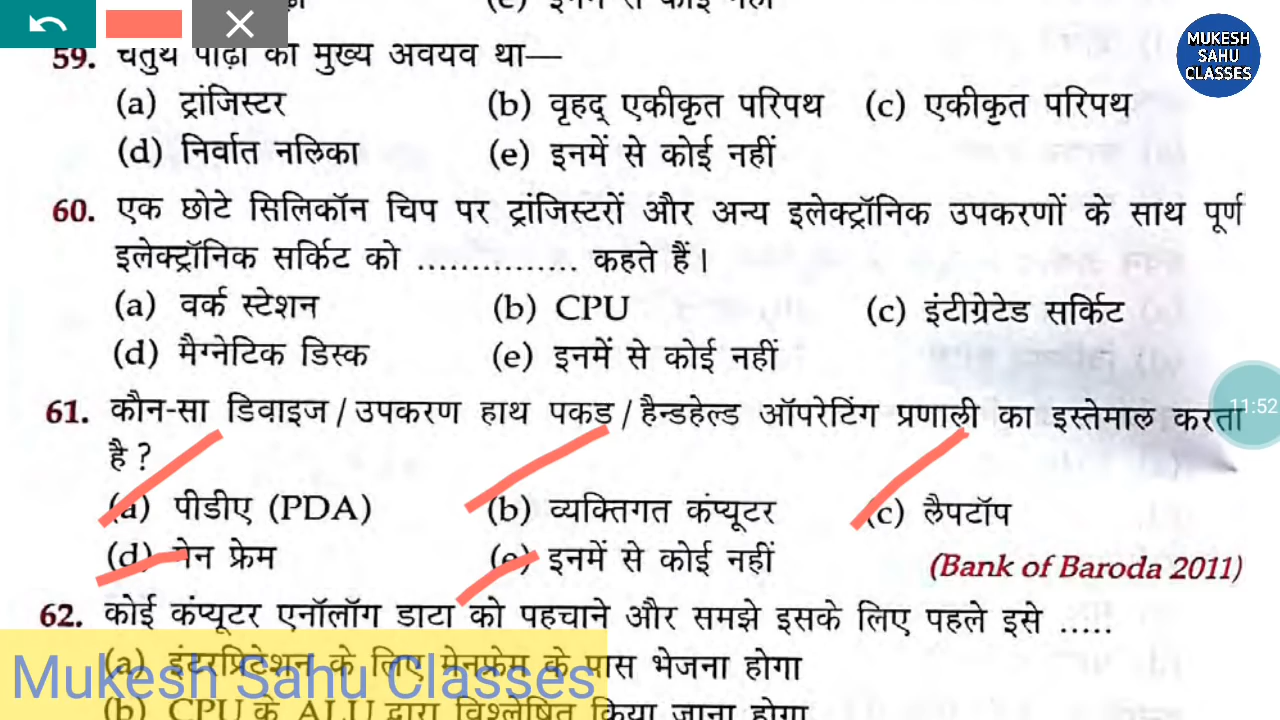 MUKESH
SAHU
CLASSES
59. चतुर्थ पीढ़ी का मुख्य अवयव था—
(a) ट्रांजिस्टर (b) वृहद् एकीकृत परिपथ (c) एकीकृत परिपथ
(d) निर्वात नलिका (e) इनमें से कोई नहीं
60. एक छोटे सिलिकॉन चिप पर ट्रांजिस्टरों और अन्य इलेक्ट्रॉनिक उपकरणों के साथ पूर्ण
इलेक्ट्रॉनिक सर्किट को ............... कहते हैं।
(a) वर्क स्टेशन (b) CPU (c) इंटीग्रेटेड सर्किट
(d) मैग्नेटिक डिस्क (e) इनमें से कोई नहीं
11:52
61. कौन-सा डिवाइज / उपकरण हाथ पकड / हैन्डहेल्ड ऑपरेटिंग प्रणाली का इस्तेमाल करता
है ?
(a) पीडीए (PDA) (b) व्यक्तिगत कंप्यूटर (c) लैपटॉप
(d) मेन फ्रेम (e) इनमें से कोई नहीं (Bank of Baroda 2011)
62. कोई कंप्यूटर एनॉलॉग डाटा को पहचाने और समझे इसके लिए पहले इसे .....
(a) इंटरप्रिटेशन के लिए मेनफ्रेम के पास भेजना होगा
Mukesh Sahu Classes
(b) CPU के ALU द्वारा विश्लेषित किया जाना होगा